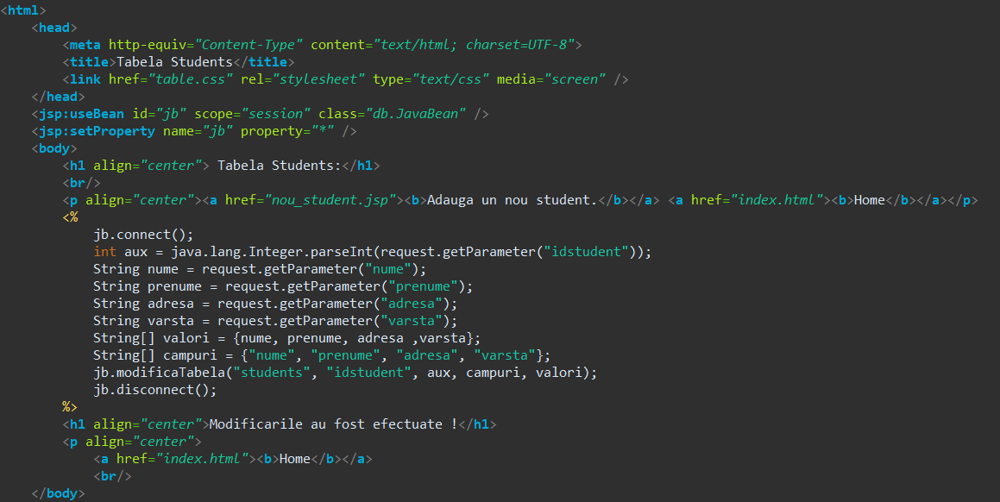 <html>
    <head>
        <meta http-equiv="Content-Type" content="text/html; charset=UTF-8">
        <title>Tabela Students</title>
        <link href="table.css" rel="stylesheet" type="text/css" media="screen" />
    </head>
    <jsp:useBean id="jb" scope="session" class="db.JavaBean" />
    <jsp:setProperty name="jb" property="*" />
    <body>
        <h1 align="center"> Tabela Students:</h1>
        <br/>
        <p align="center"><a href="nou_student.jsp"><b>Adauga un nou student.</b></a> <a href="index.html"><b>Home</b></a></p>
        <%
            jb.connect();
            int aux = java.lang.Integer.parseInt(request.getParameter("idstudent"));
            String nume = request.getParameter("nume");
            String prenume = request.getParameter("prenume");
            String adresa = request.getParameter("adresa");
            String varsta = request.getParameter("varsta");
            String[] valori = {nume, prenume, adresa ,varsta};
            String[] campuri = {"nume", "prenume", "adresa", "varsta"};
            jb.modificaTabela("students", "idstudent", aux, campuri, valori);
            jb.disconnect();
        %>
        <h1 align="center">Modificarile au fost efectuate !</h1>
        <p align="center">
            <a href="index.html"><b>Home</b></a>
            <br/>
    </body>